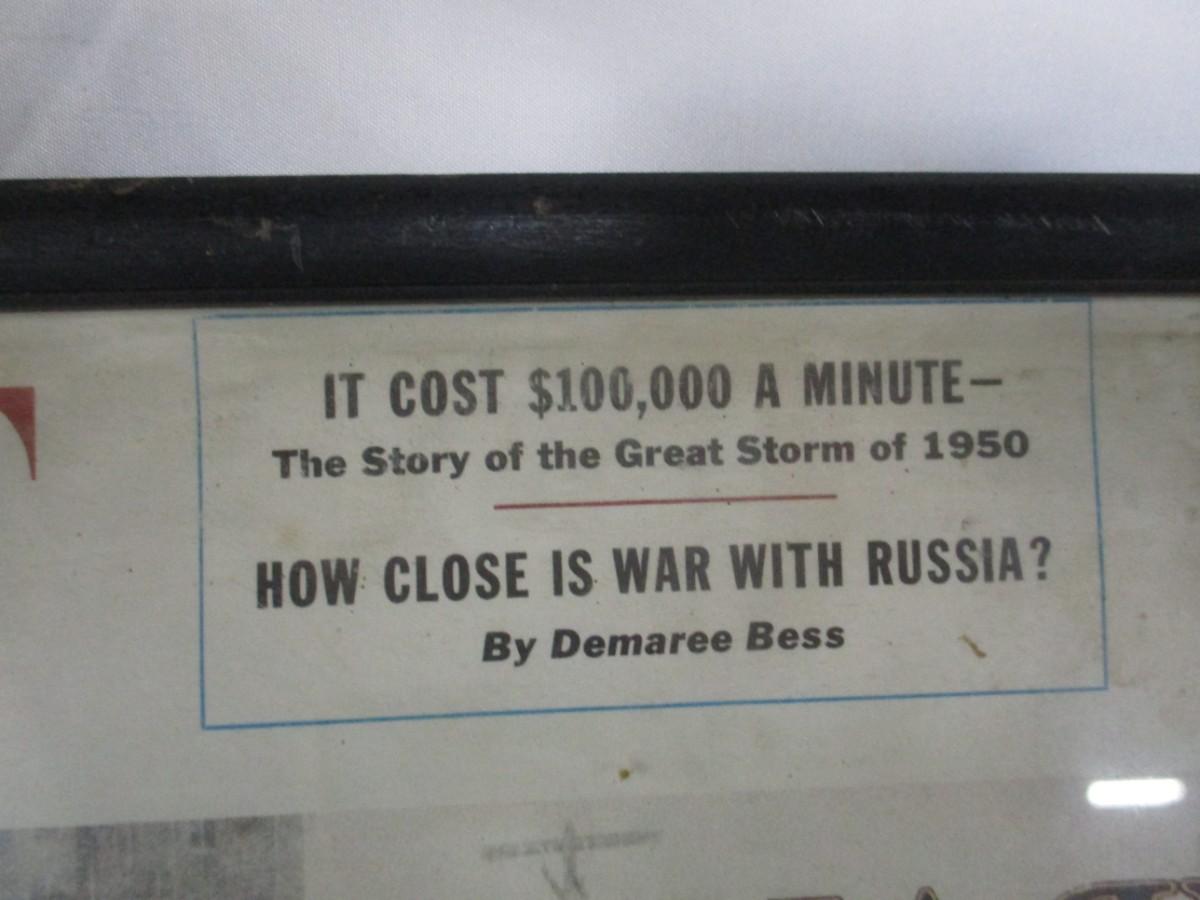 IT COST $100,000 A MINUTE—
The Story of the Great Storm of 1950
HOW CLOSE IS WAR WITH RUSSIA?
By Demaree Bess